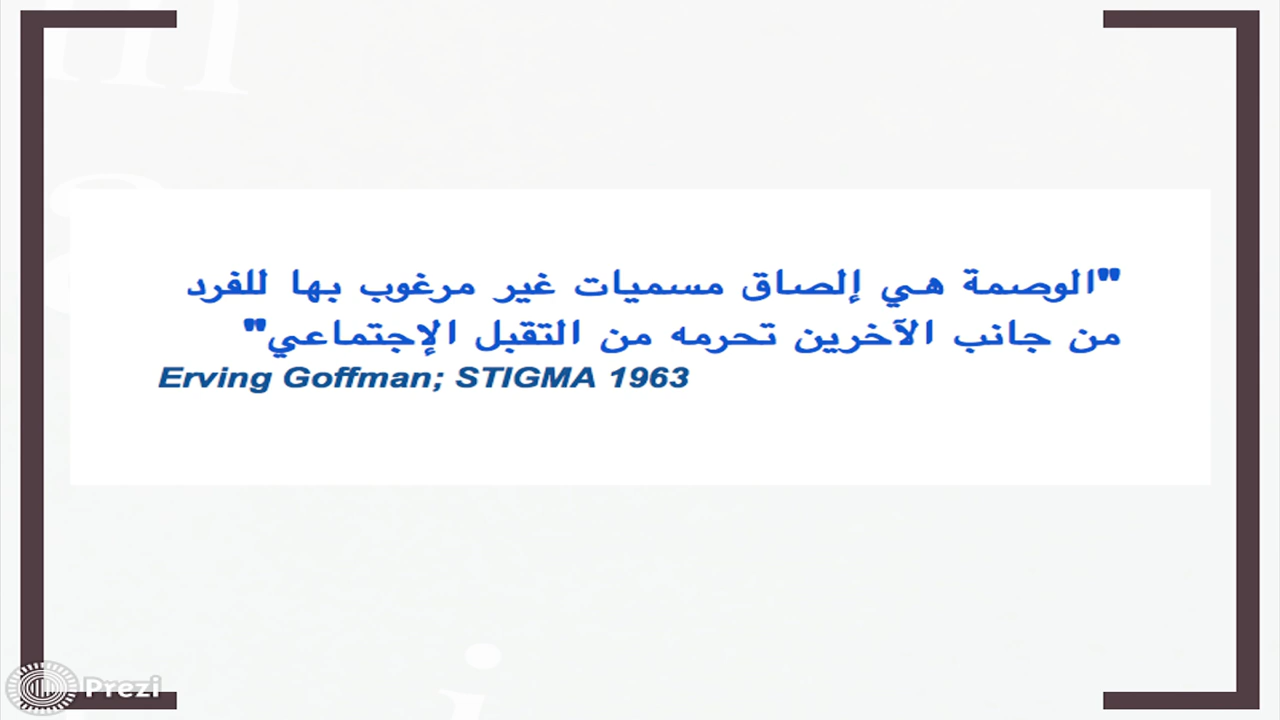 "الوصمة هي إلصاق مسميات غير مرغوب بها للفرد
من جانب الآخرين تحرمه من التقبل الإجتماعي"
Erving Goffman; STIGMA 1963
Prezi